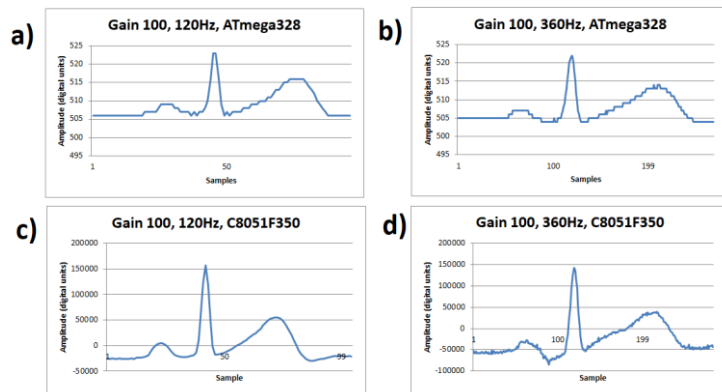 a)
Gain 100, 120Hz, ATmega328
Amplitude (digital units)
525
520
515
510
505
500
495
1
50
Samples
b)
Gain 100, 360Hz, ATmega328
Amplitude (digital units)
525
520
515
510
505
500
495
1
100
199
Samples
c)
Gain 100, 120Hz, C8051F350
Amplitude (digital units)
200000
150000
100000
50000
0
-50000
1
50
99
Sample
d)
Gain 100, 360Hz, C8051F350
Amplitude (digital units)
200000
150000
100000
50000
0
-50000
-100000
1
100
199
Sample